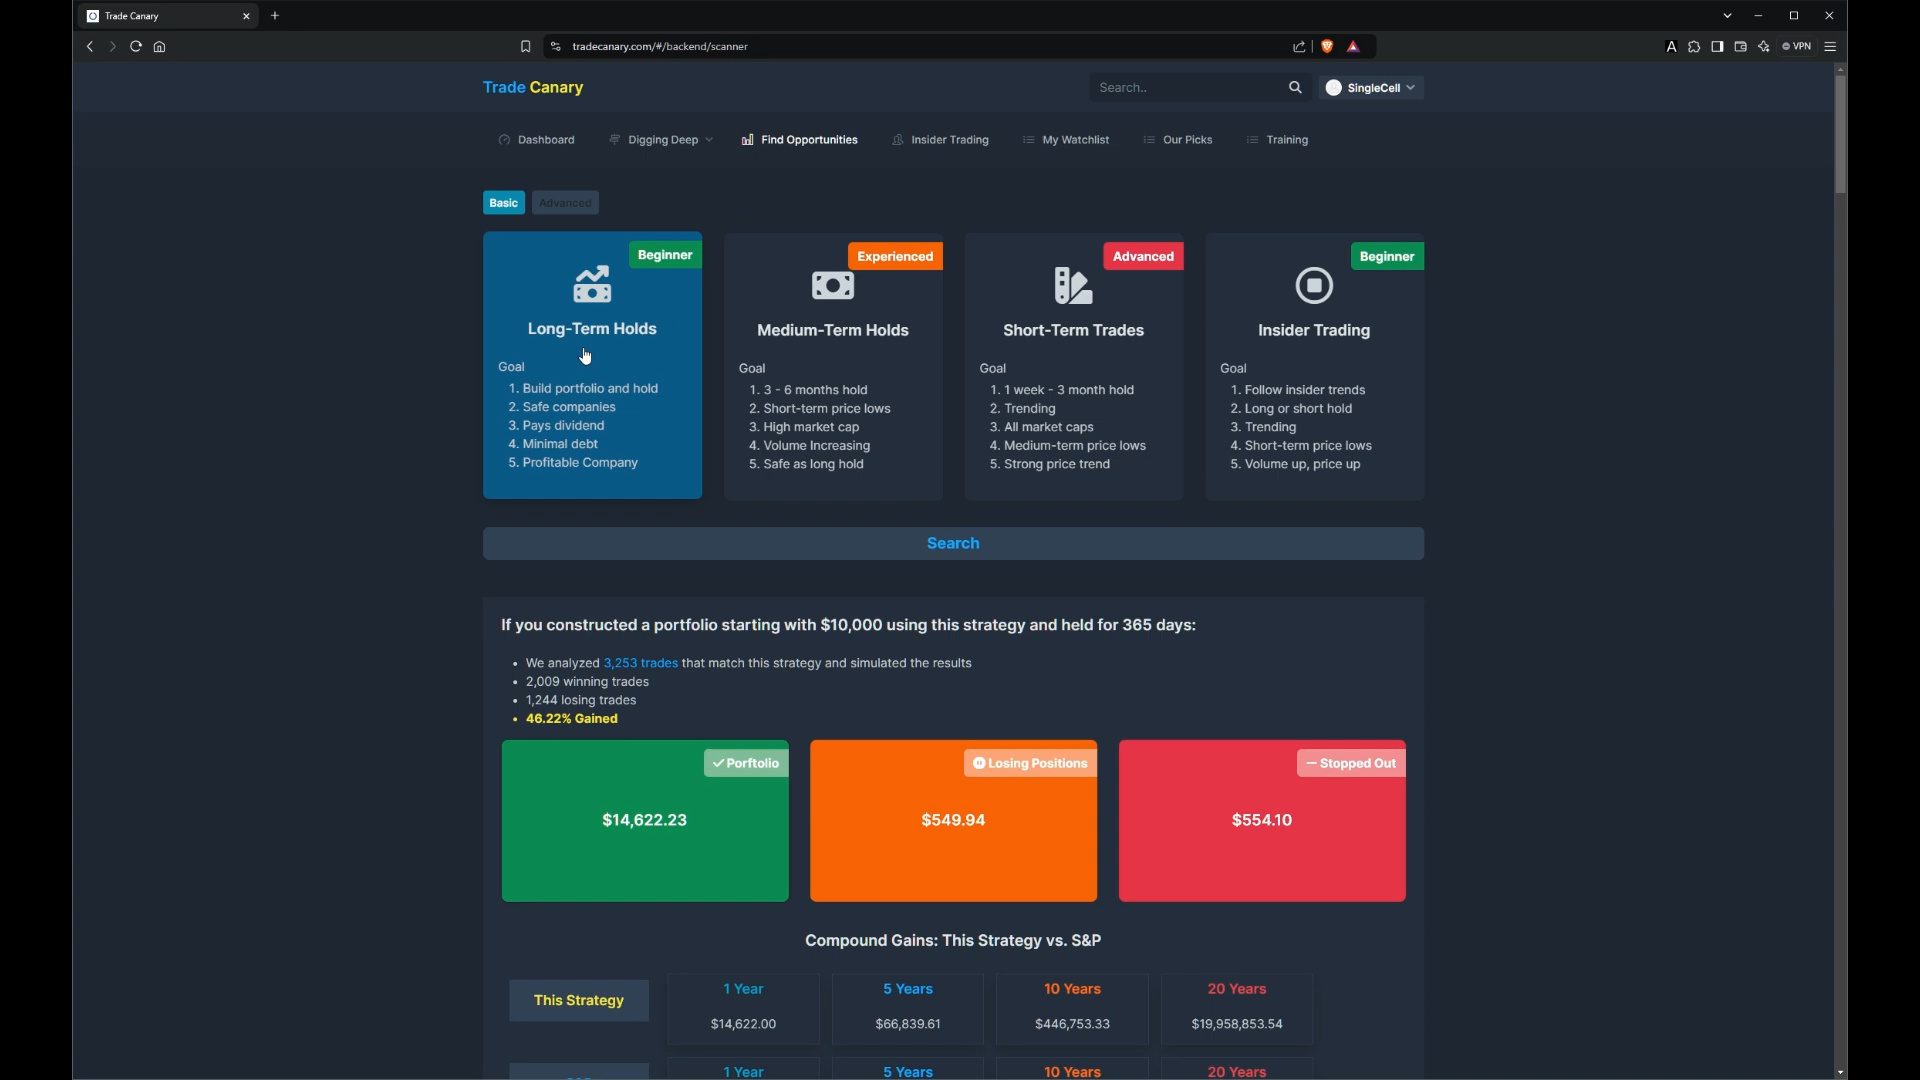 Trade Canary
tradecanary.com/#/backend/scanner
A
VPN
Trade Canary
Search..
SingleCell
Dashboard
Digging Deep
Find Opportunities
Insider Trading
My Watchlist
Our Picks
Training
Basic
Advanced
Beginner
Long-Term Holds
Goal
1. Build portfolio and hold
2. Safe companies
3. Pays dividend
4. Minimal debt
5. Profitable Company
Experienced
Medium-Term Holds
Goal
1. 3 - 6 months hold
2. Short-term price lows
3. High market cap
4. Volume Increasing
5. Safe as long hold
Advanced
Short-Term Trades
Goal
1. 1 week - 3 month hold
2. Trending
3. All market caps
4. Medium-term price lows
5. Strong price trend
Beginner
Insider Trading
Goal
1. Follow insider trends
2. Long or short hold
3. Trending
4. Short-term price lows
5. Volume up, price up
Search
If you constructed a portfolio starting with $10,000 using this strategy and held for 365 days:
• We analyzed 3,253 trades that match this strategy and simulated the results
• 2,009 winning trades
• 1,244 losing trades
• 46.22% Gained
Porftolio
$14,622.23
Losing Positions
$549.94
Stopped Out
$554.10
Compound Gains: This Strategy vs. S&P
This Strategy
1 Year
$14,622.00
5 Years
$66,839.61
10 Years
$446,753.33
20 Years
$19,958,853.54
1 Year
5 Years
10 Years
20 Years